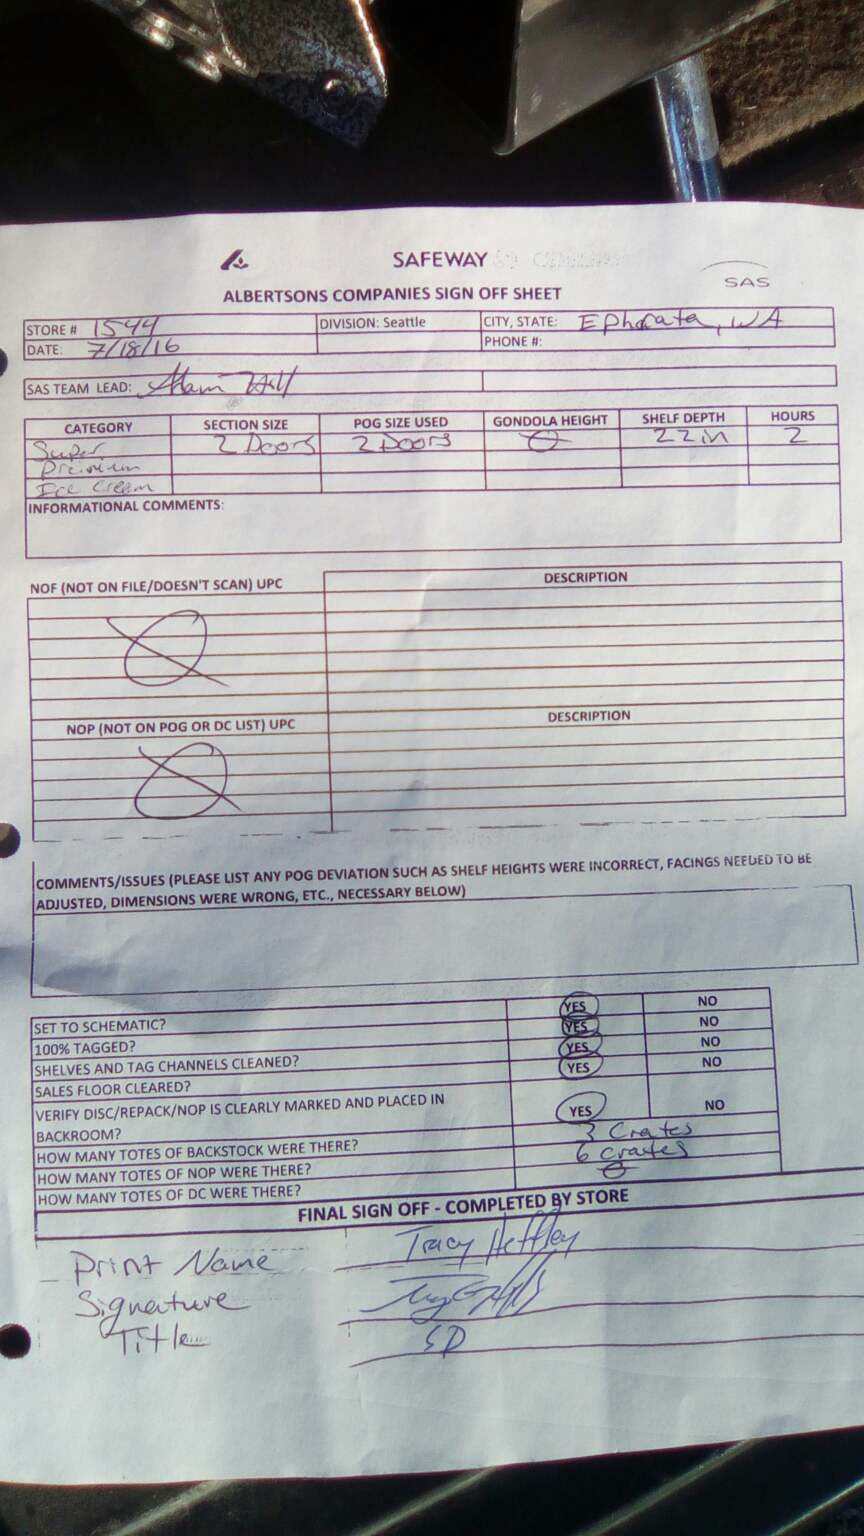 SAFEWAY
SAS
ALBERTSONS COMPANIES SIGN OFF SHEET
STORE # 1544 DIVISION: Seattle CITY, STATE: Ephrata, WA
DATE: 7/18/16 PHONE #:
SAS TEAM LEAD: Adam
CATEGORY SECTION SIZE POG SIZE USED GONDOLA HEIGHT SHELF DEPTH HOURS
Super 2 Doors 2 Doors 0 22in 2
Premium
Ice Cream
INFORMATIONAL COMMENTS:
NOF (NOT ON FILE/DOESN'T SCAN) UPC DESCRIPTION
NOP (NOT ON POG OR DC LIST) UPC DESCRIPTION
COMMENTS/ISSUES (PLEASE LIST ANY POG DEVIATION SUCH AS SHELF HEIGHTS WERE INCORRECT, FACINGS NEEDED TO BE
ADJUSTED, DIMENSIONS WERE WRONG, ETC., NECESSARY BELOW)
SET TO SCHEMATIC? YES NO
100% TAGGED? YES NO
SHELVES AND TAG CHANNELS CLEANED? YES NO
SALES FLOOR CLEARED? YES NO
VERIFY DISC/REPACK/NOP IS CLEARLY MARKED AND PLACED IN
BACKROOM? YES NO
HOW MANY TOTES OF BACKSTOCK WERE THERE? 3 Crates
HOW MANY TOTES OF NOP WERE THERE? 6 crates
HOW MANY TOTES OF DC WERE THERE? 0
FINAL SIGN OFF - COMPLETED BY STORE
Print Name Tracy Heffley
Signature
Title SD